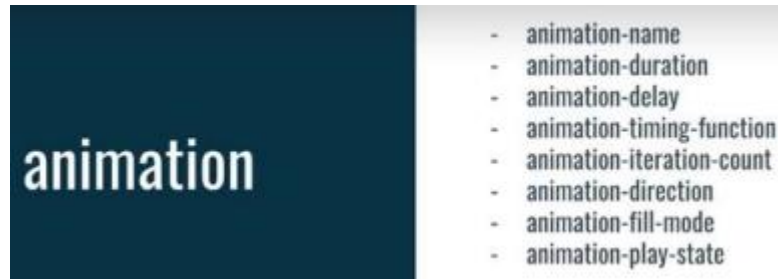 animation
- animation-name
- animation-duration
- animation-delay
- animation-timing-function
- animation-iteration-count
- animation-direction
- animation-fill-mode
- animation-play-state